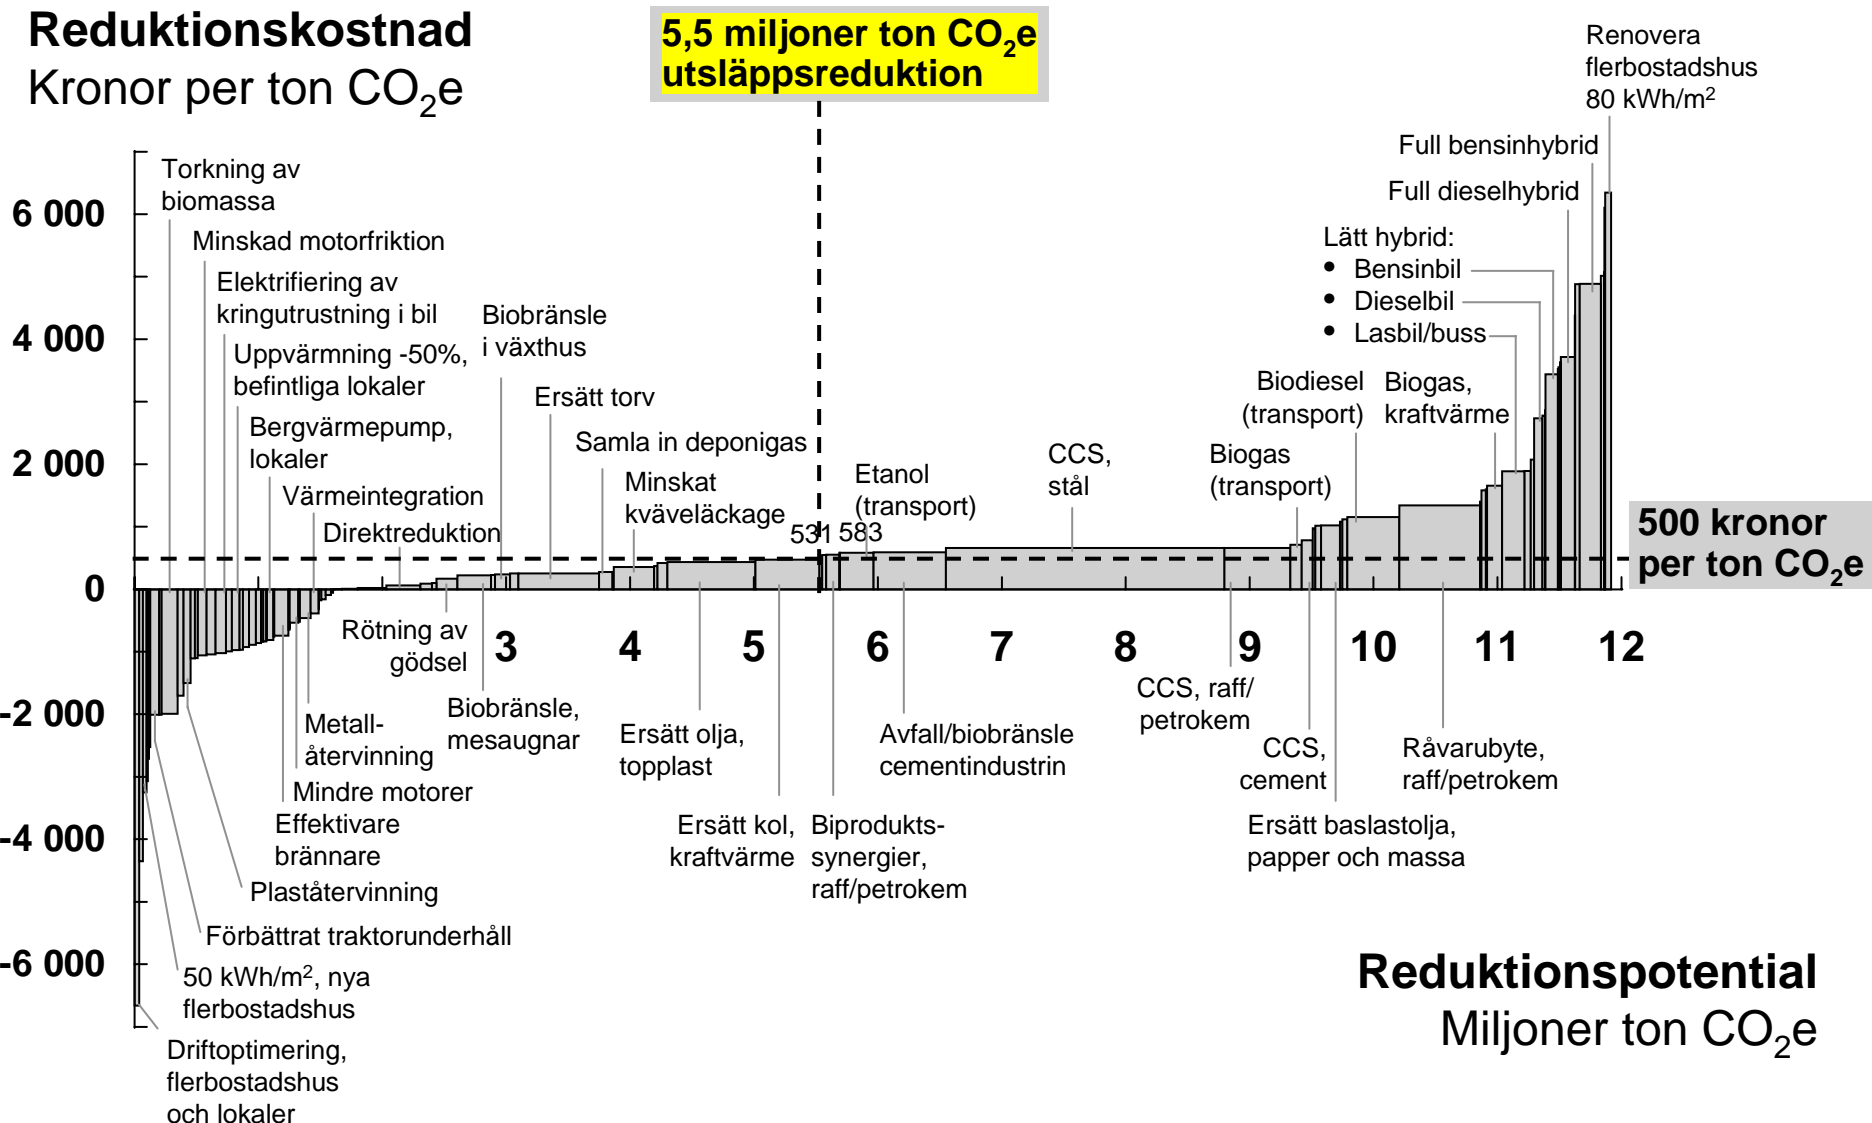 Reduktionskostnad
Kronor per ton CO₂e
5,5 miljoner ton CO₂e
utsläppsreduktion
Renovera
flerbostadshus
80 kWh/m²
Full bensinhybrid
Full dieselhybrid
Lätt hybrid:
• Bensinbil
• Dieselbil
• Lasbil/buss
Torkning av
biomassa
Minskad motorfriktion
Elektrifiering av
kringutrustning i bil
Uppvärmning -50%,
befintliga lokaler
Bergvärmepump,
lokaler
Värmeintegration
Direktreduktion
Biobränsle
i växthus
Ersätt torv
Samla in deponigas
Minskat
kväveläckage
531
583
Etanol
(transport)
CCS,
stål
Biogas
(transport)
Biodiesel
(transport)
Biogas,
kraftvärme
500 kronor
per ton CO₂e
6 000
4 000
2 000
0
-2 000
-4 000
-6 000
3
4
5
6
7
8
9
10
11
12
Rötning av
gödsel
Biobränsle,
mesaugnar
Metall-
återvinning
Mindre motorer
Effektivare
brännare
Plaståtervinning
Förbättrat traktorunderhåll
50 kWh/m², nya
flerbostadshus
Driftoptimering,
flerbostadshus
och lokaler
Ersätt olja,
topplast
Ersätt kol,
kraftvärme
Biprodukts-
synergier,
raff/petrokem
Avfall/biobränsle
cementindustrin
CCS, raff/
petrokem
CCS,
cement
Ersätt baslastolja,
papper och massa
Råvarubyte,
raff/petrokem
Reduktionspotential
Miljoner ton CO₂e